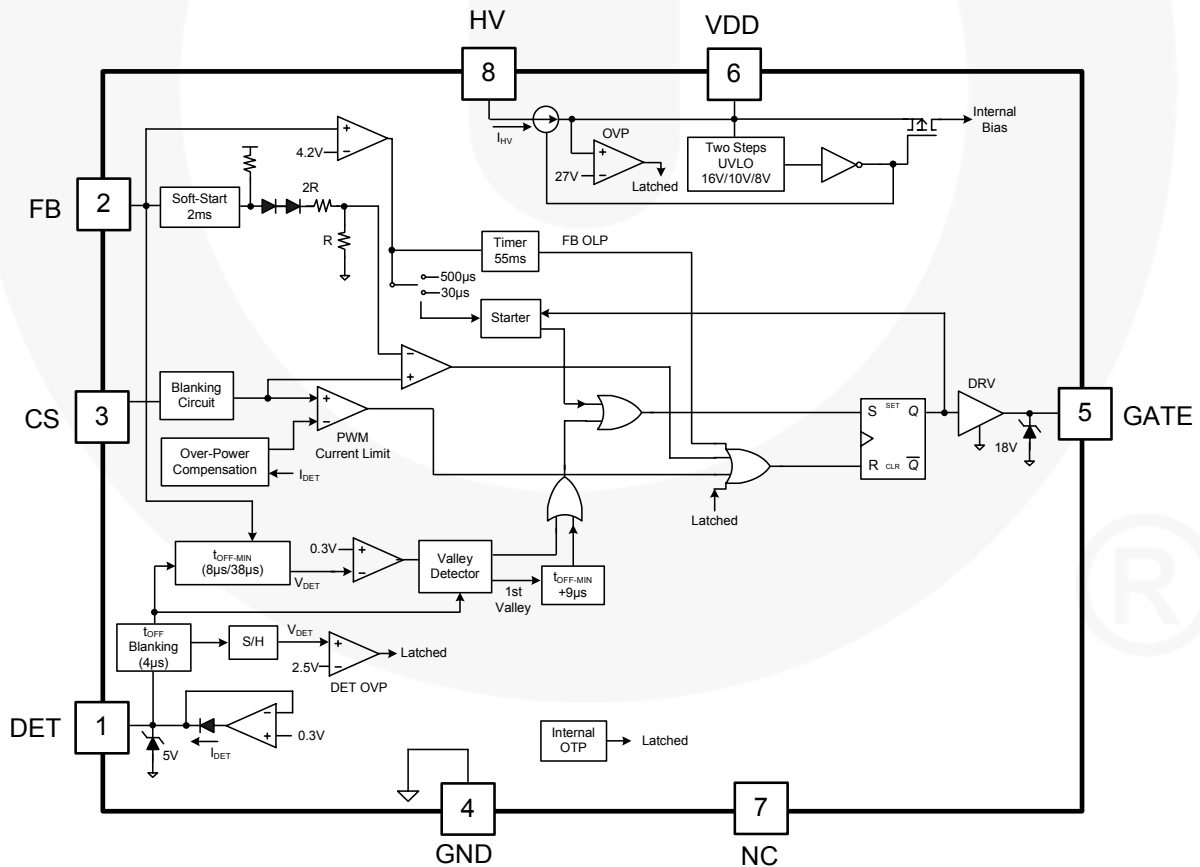 HV
VDD
8
6
Internal
Bias
I_HV
OVP
4.2V
27V
Latched
Two Steps
UVLO
16V/10V/8V
FB
2
Soft-Start
2ms
2R
R
Timer
55ms
FB OLP
500µs
30µs
Starter
CS
3
Blanking
Circuit
PWM
Current Limit
Over-Power
Compensation
I_DET
S
SET
Q
R
CLR
Q̅
DRV
18V
5
GATE
Latched
t_OFF-MIN
(8µs/38µs)
V_DET
0.3V
Valley
Detector
1st
Valley
t_OFF-MIN
+9µs
t_OFF
Blanking
(4µs)
S/H
V_DET
2.5V
Latched
DET OVP
DET
1
5V
I_DET
0.3V
Internal
OTP
Latched
4
GND
7
NC
®